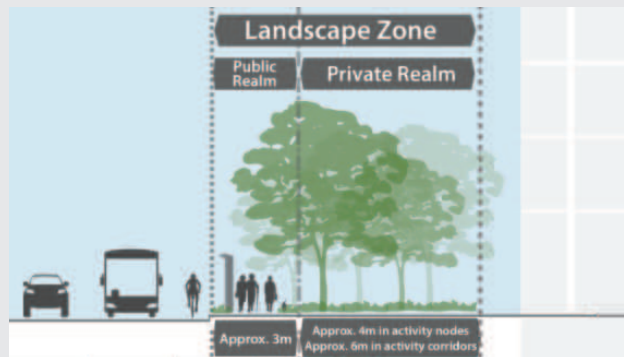 Landscape Zone
Public
Realm
Private Realm
Approx. 3m
Approx. 4m in activity nodes
Approx. 6m in activity corridors